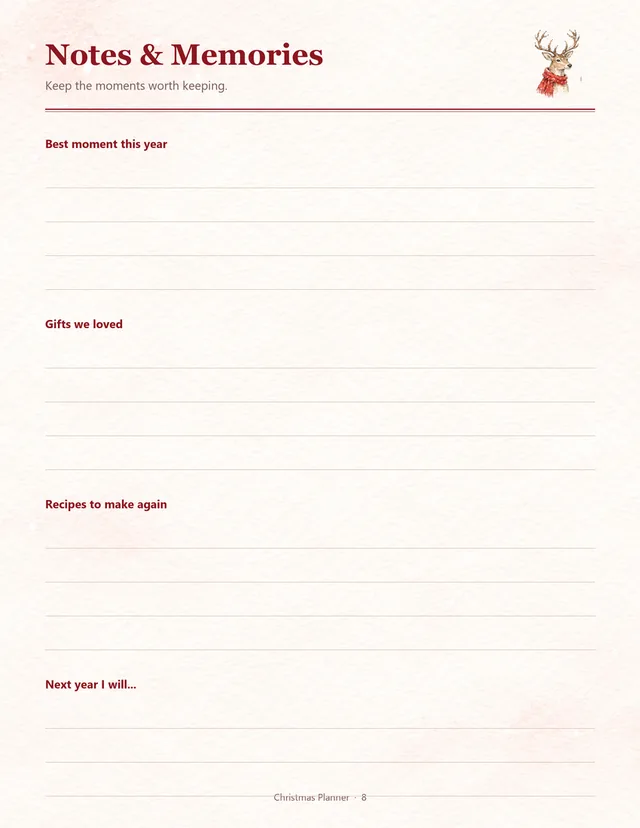 Notes & Memories
Keep the moments worth keeping.
Best moment this year
Gifts we loved
Recipes to make again
Next year I will...
Christmas Planner · 8